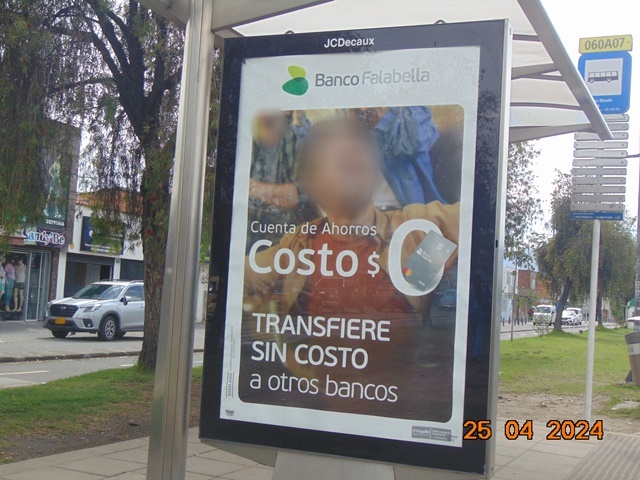 JCDecaux
Banco Falabella
Cuenta de Ahorros
Costo $0
TRANSFIERE
SIN COSTO
a otros bancos
060A07
25 04 2024